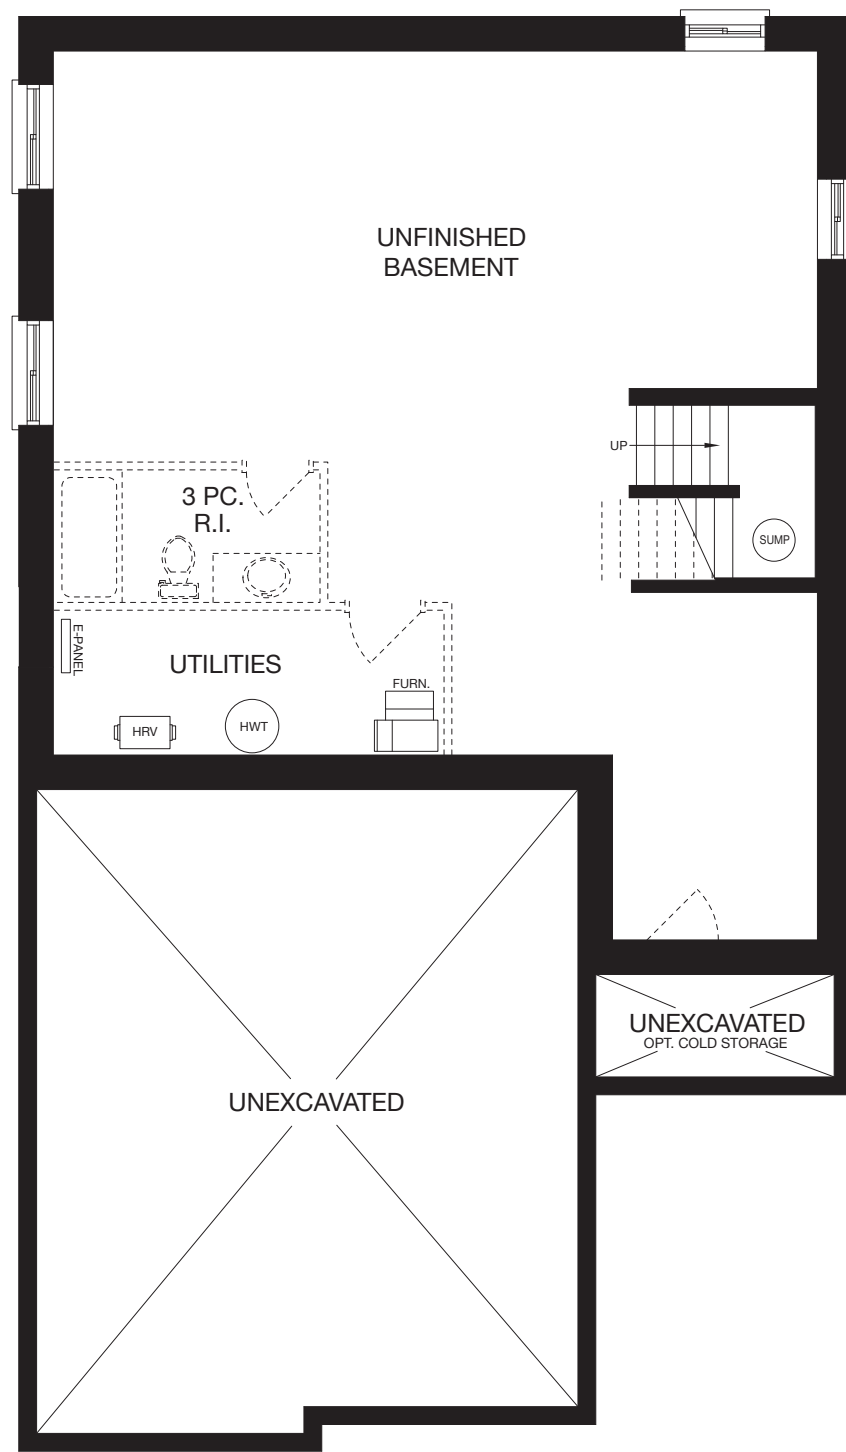 UNFINISHED
BASEMENT
UP
3 PC.
R.I.
SUMP
E-PANEL
UTILITIES
FURN.
HRV
HWT
UNEXCAVATED
OPT. COLD STORAGE
UNEXCAVATED